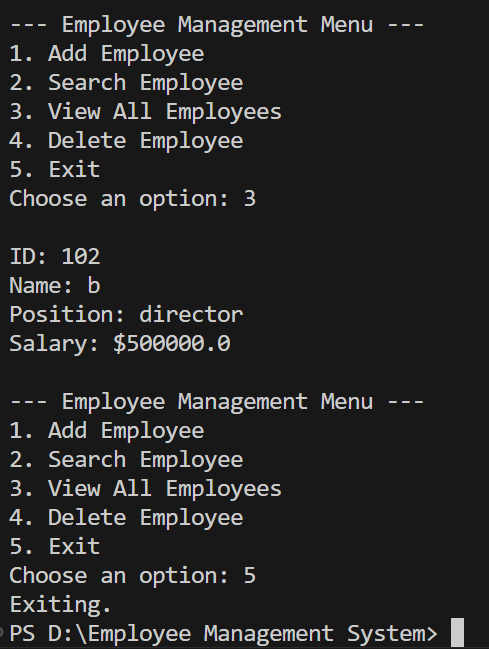 --- Employee Management Menu ---
1. Add Employee
2. Search Employee
3. View All Employees
4. Delete Employee
5. Exit
Choose an option: 3
ID: 102
Name: b
Position: director
Salary: $500000.0
--- Employee Management Menu ---
1. Add Employee
2. Search Employee
3. View All Employees
4. Delete Employee
5. Exit
Choose an option: 5
Exiting.
PS D:\Employee Management System>